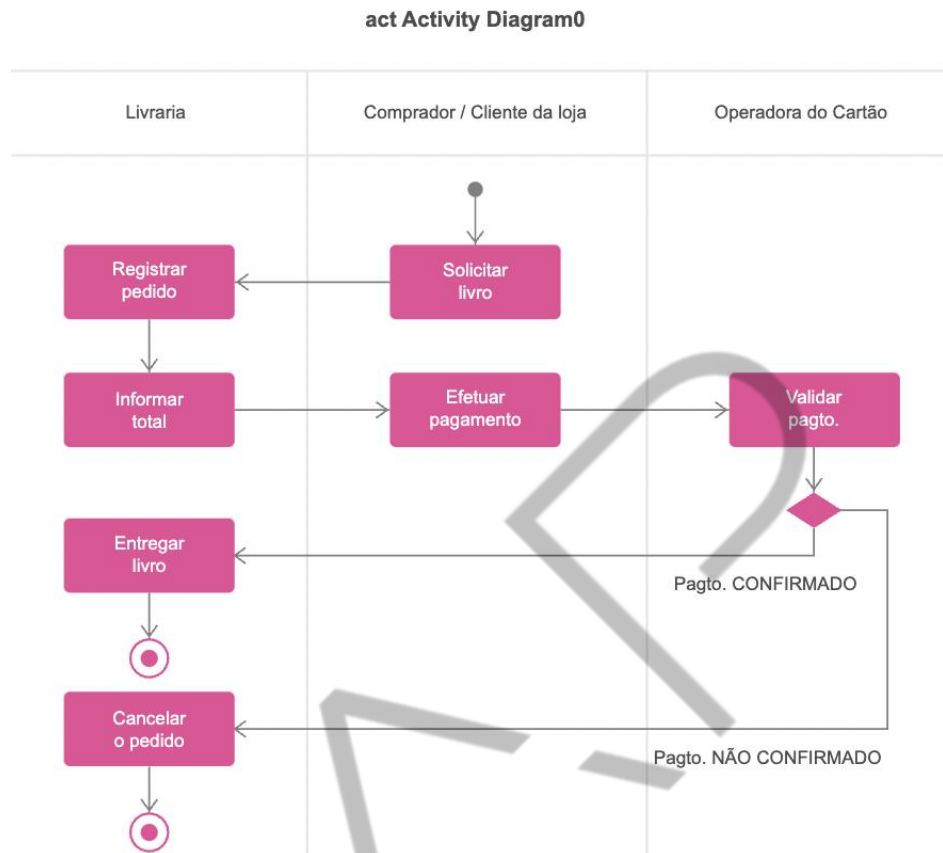 act Activity Diagram0
Livraria
Comprador / Cliente da loja
Operadora do Cartão
Registrar
pedido
Solicitar
livro
Informar
total
Efetuar
pagamento
Validar
pagto.
Entregar
livro
Pagto. CONFIRMADO
Cancelar
o pedido
Pagto. NÃO CONFIRMADO